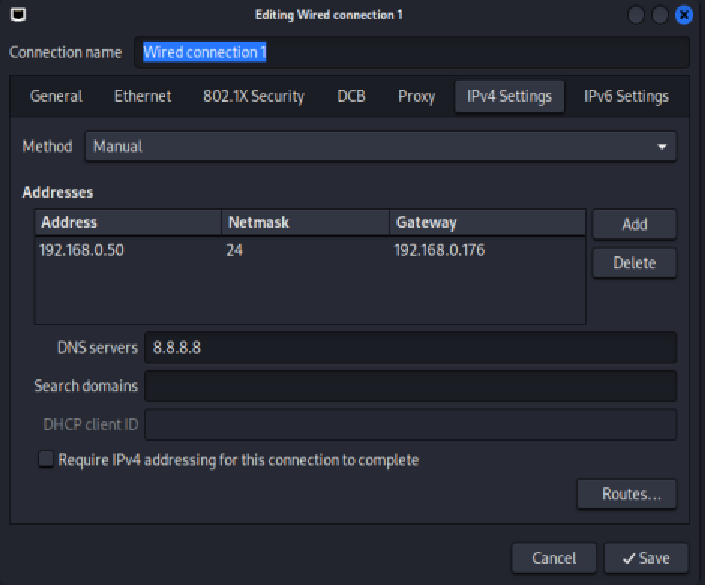 Editing Wired connection 1
Connection name Wired connection 1
General Ethernet 802.1X Security DCB Proxy IPv4 Settings IPv6 Settings
Method Manual
Addresses
Address Netmask Gateway
192.168.0.50 24 192.168.0.176
Add
Delete
DNS servers 8.8.8.8
Search domains
DHCP client ID
Require IPv4 addressing for this connection to complete
Routes...
Cancel Save